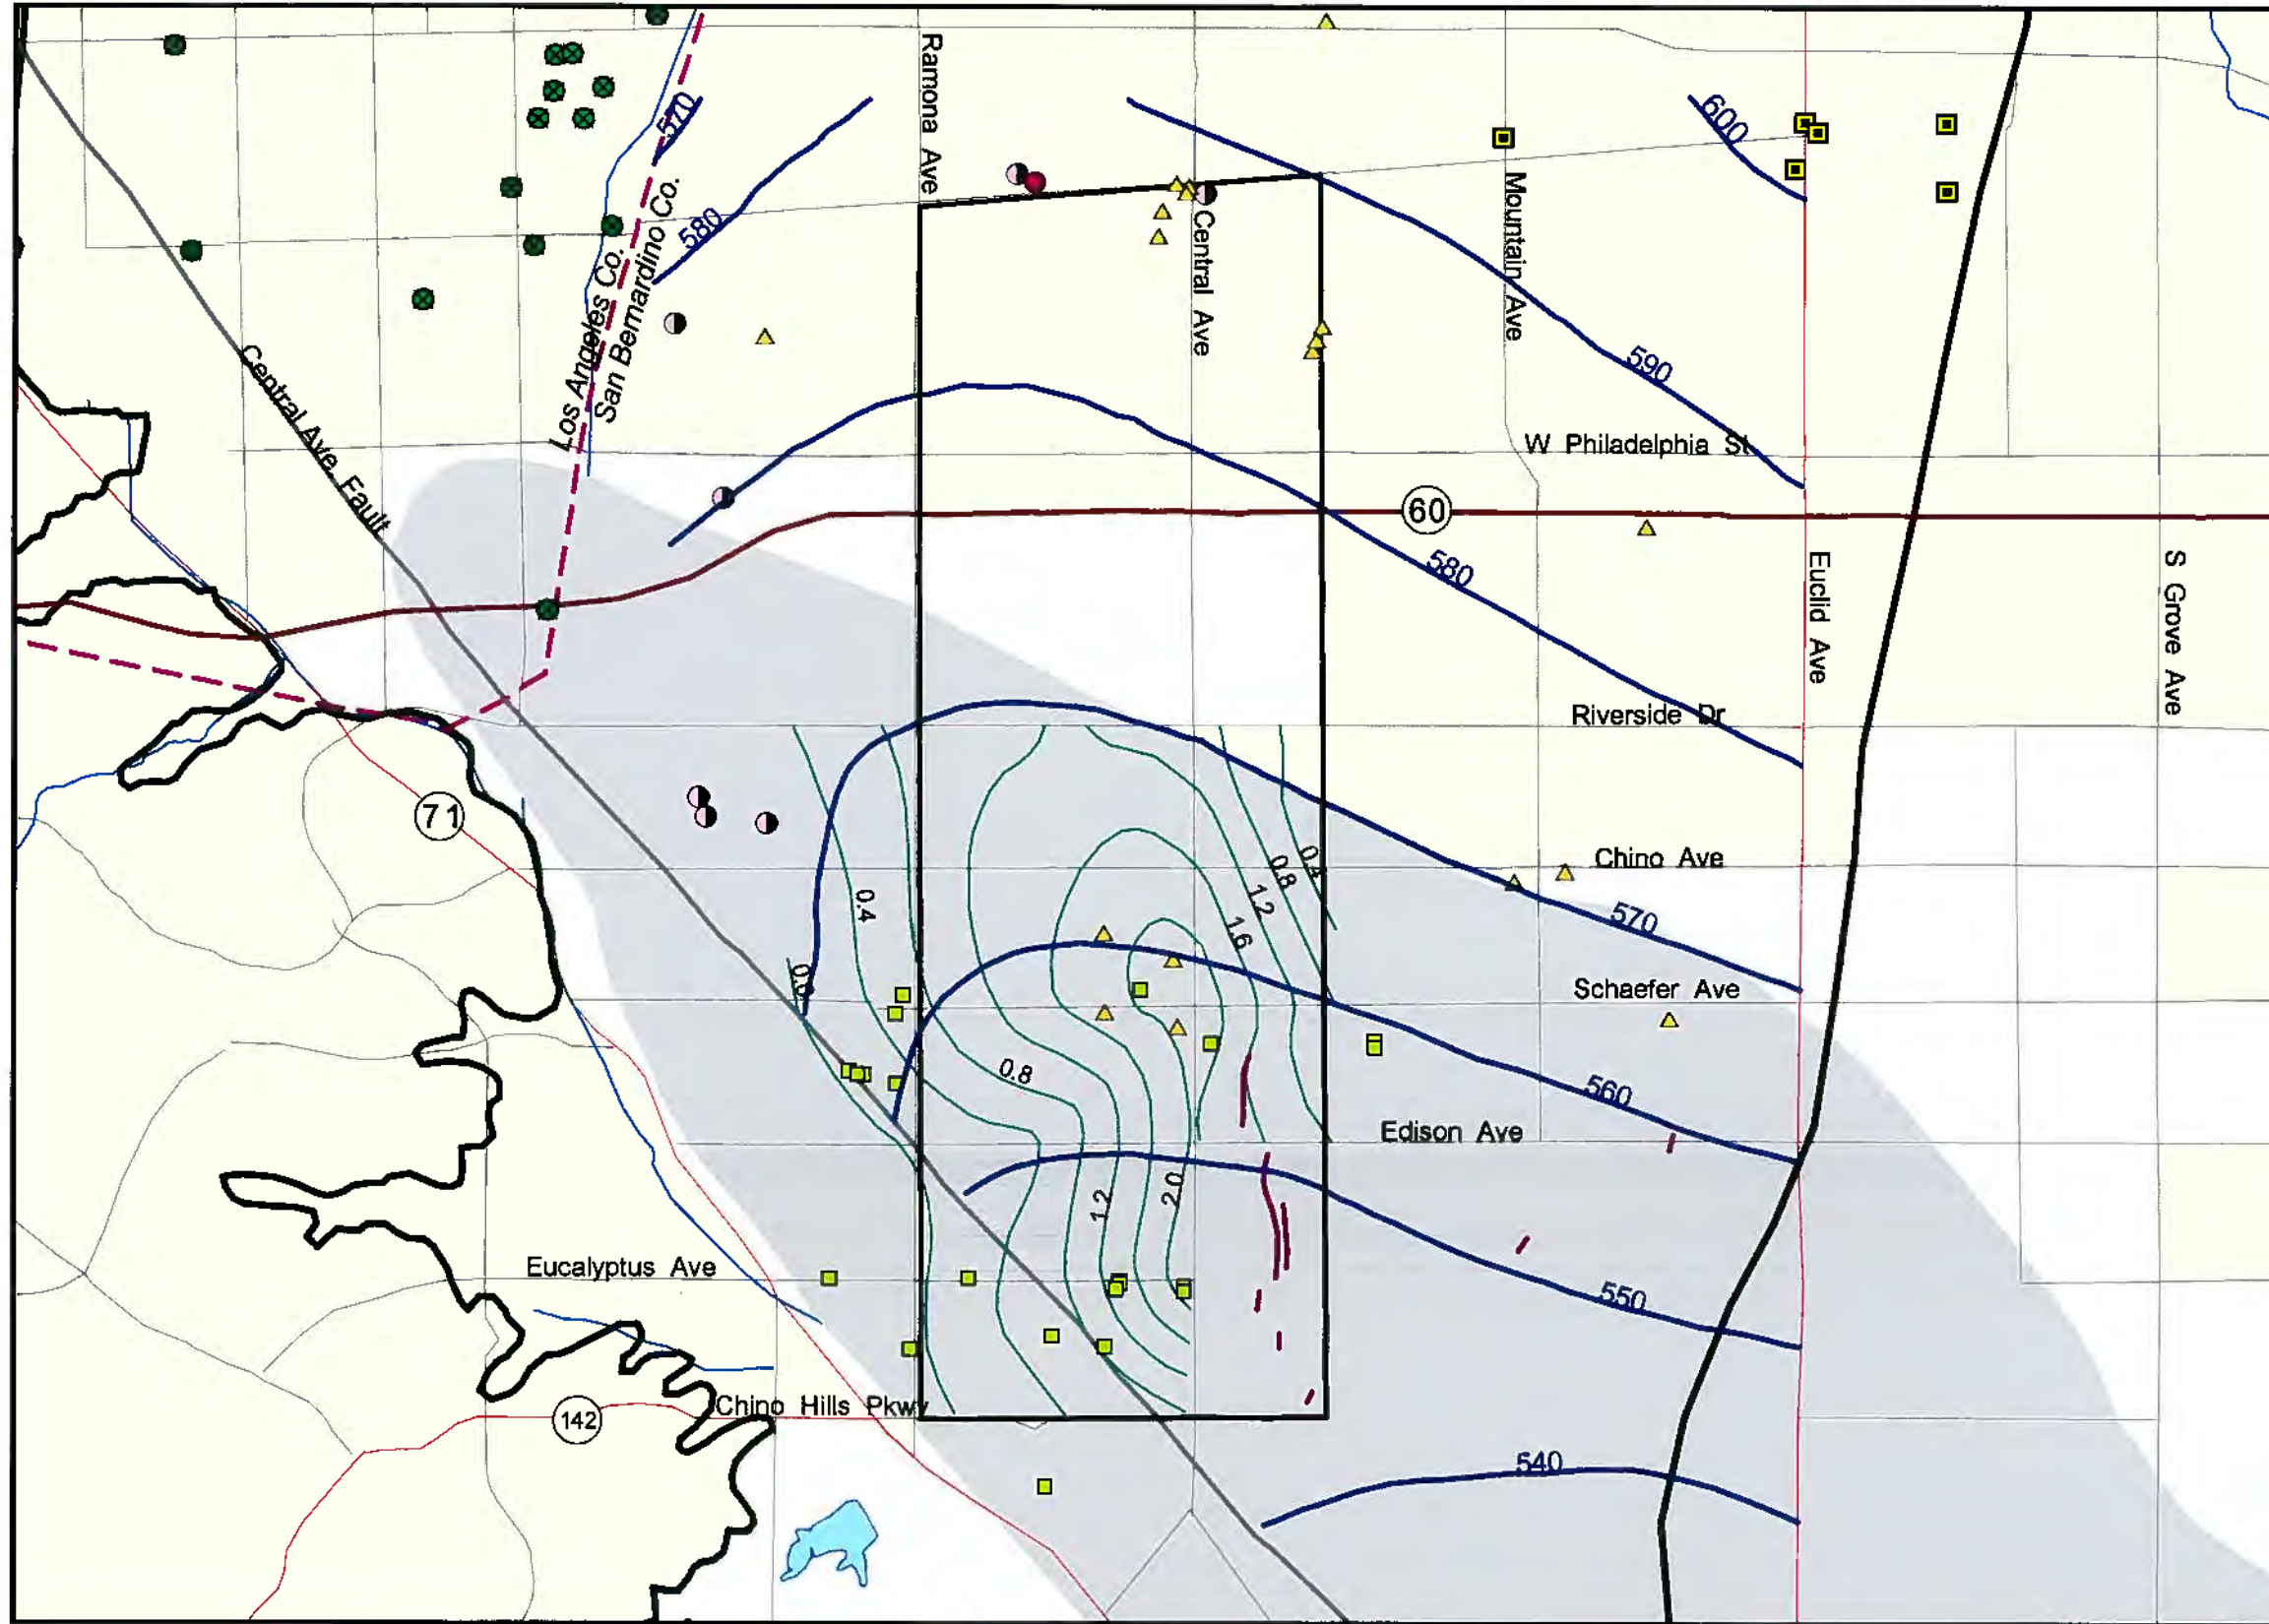 Ramona Ave
570
600
580
Central Ave
Mountain Ave
Los Angeles Co.
San Bernardino Co.
Central Ave. Fault
590
W Philadelphia St
60
580
Euclid Ave
S Grove Ave
Riverside Dr
71
Chino Ave
0.4
0.8
0.4
1.2
570
1.6
0.0
Schaefer Ave
0.8
560
Edison Ave
1.2
2.0
Eucalyptus Ave
550
Chino Hills Pkwy
142
540